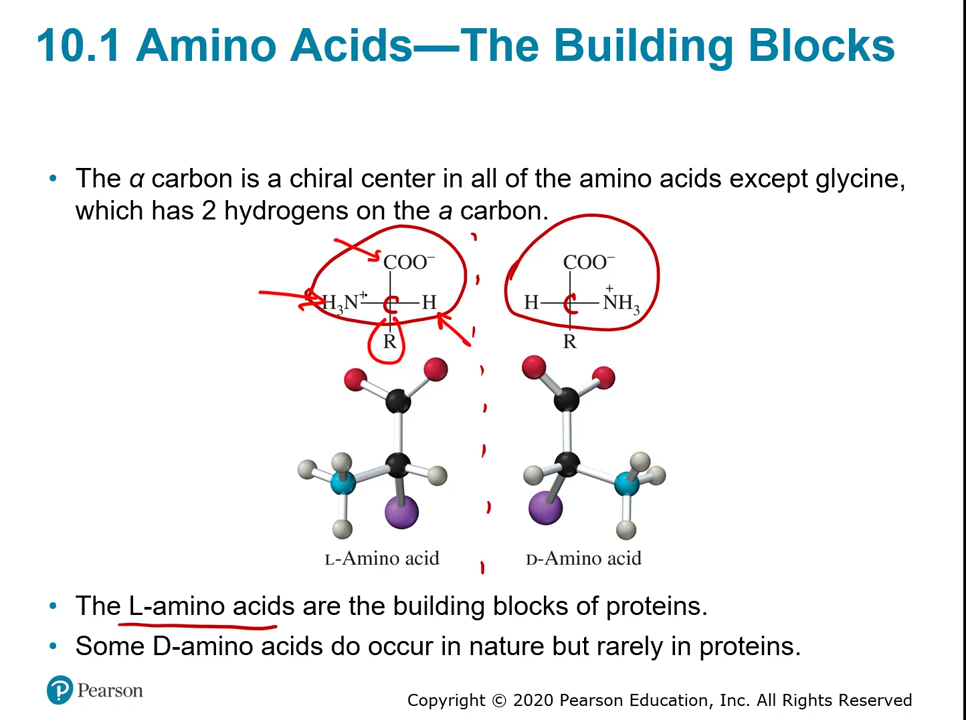 10.1 Amino Acids—The Building Blocks
• The α carbon is a chiral center in all of the amino acids except glycine,
which has 2 hydrogens on the a carbon.
COO⁻ COO⁻
H₃N⁺ C H H C ⁺NH₃
R R
L-Amino acid D-Amino acid
• The L-amino acids are the building blocks of proteins.
• Some D-amino acids do occur in nature but rarely in proteins.
P Pearson
Copyright © 2020 Pearson Education, Inc. All Rights Reserved